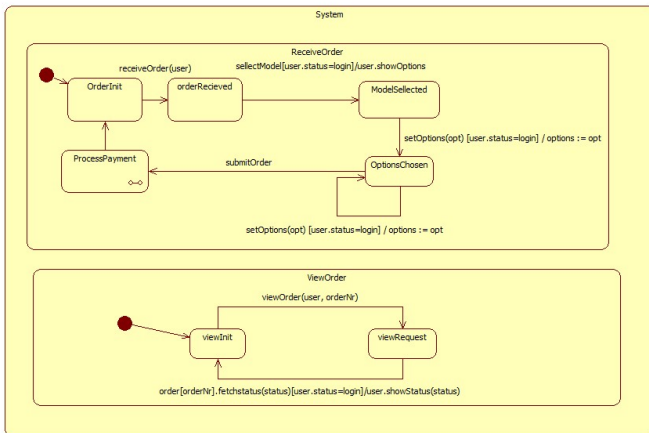 System
ReceiveOrder
receiveOrder(user)
sellectModel[user.status=login]/user.showOptions
OrderInit
orderRecieved
ModelSelected
setOptions(opt) [user.status=login] / options := opt
ProcessPayment
submitOrder
OptionsChosen
setOptions(opt) [user.status=login] / options := opt
ViewOrder
viewOrder(user, orderNr)
viewInit
viewRequest
order[orderNr].fetchstatus(status)[user.status=login]/user.showStatus(status)